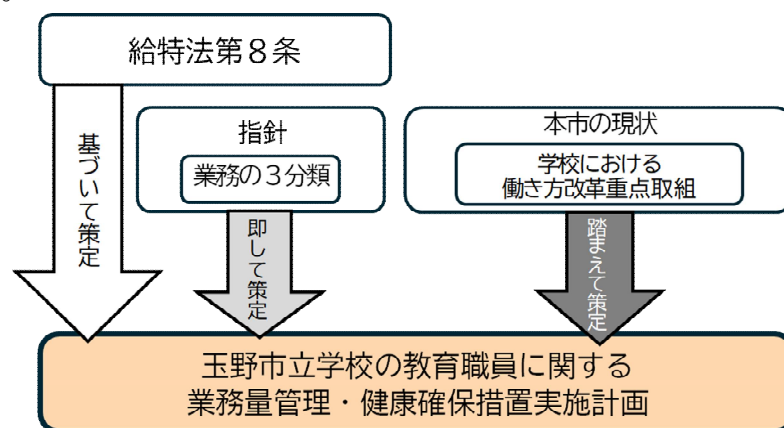 給特法第８条
基づいて策定
指針
業務の３分類
即して策定
本市の現状
学校における
働き方改革重点取組
踏まえて策定
玉野市立学校の教育職員に関する
業務量管理・健康確保措置実施計画